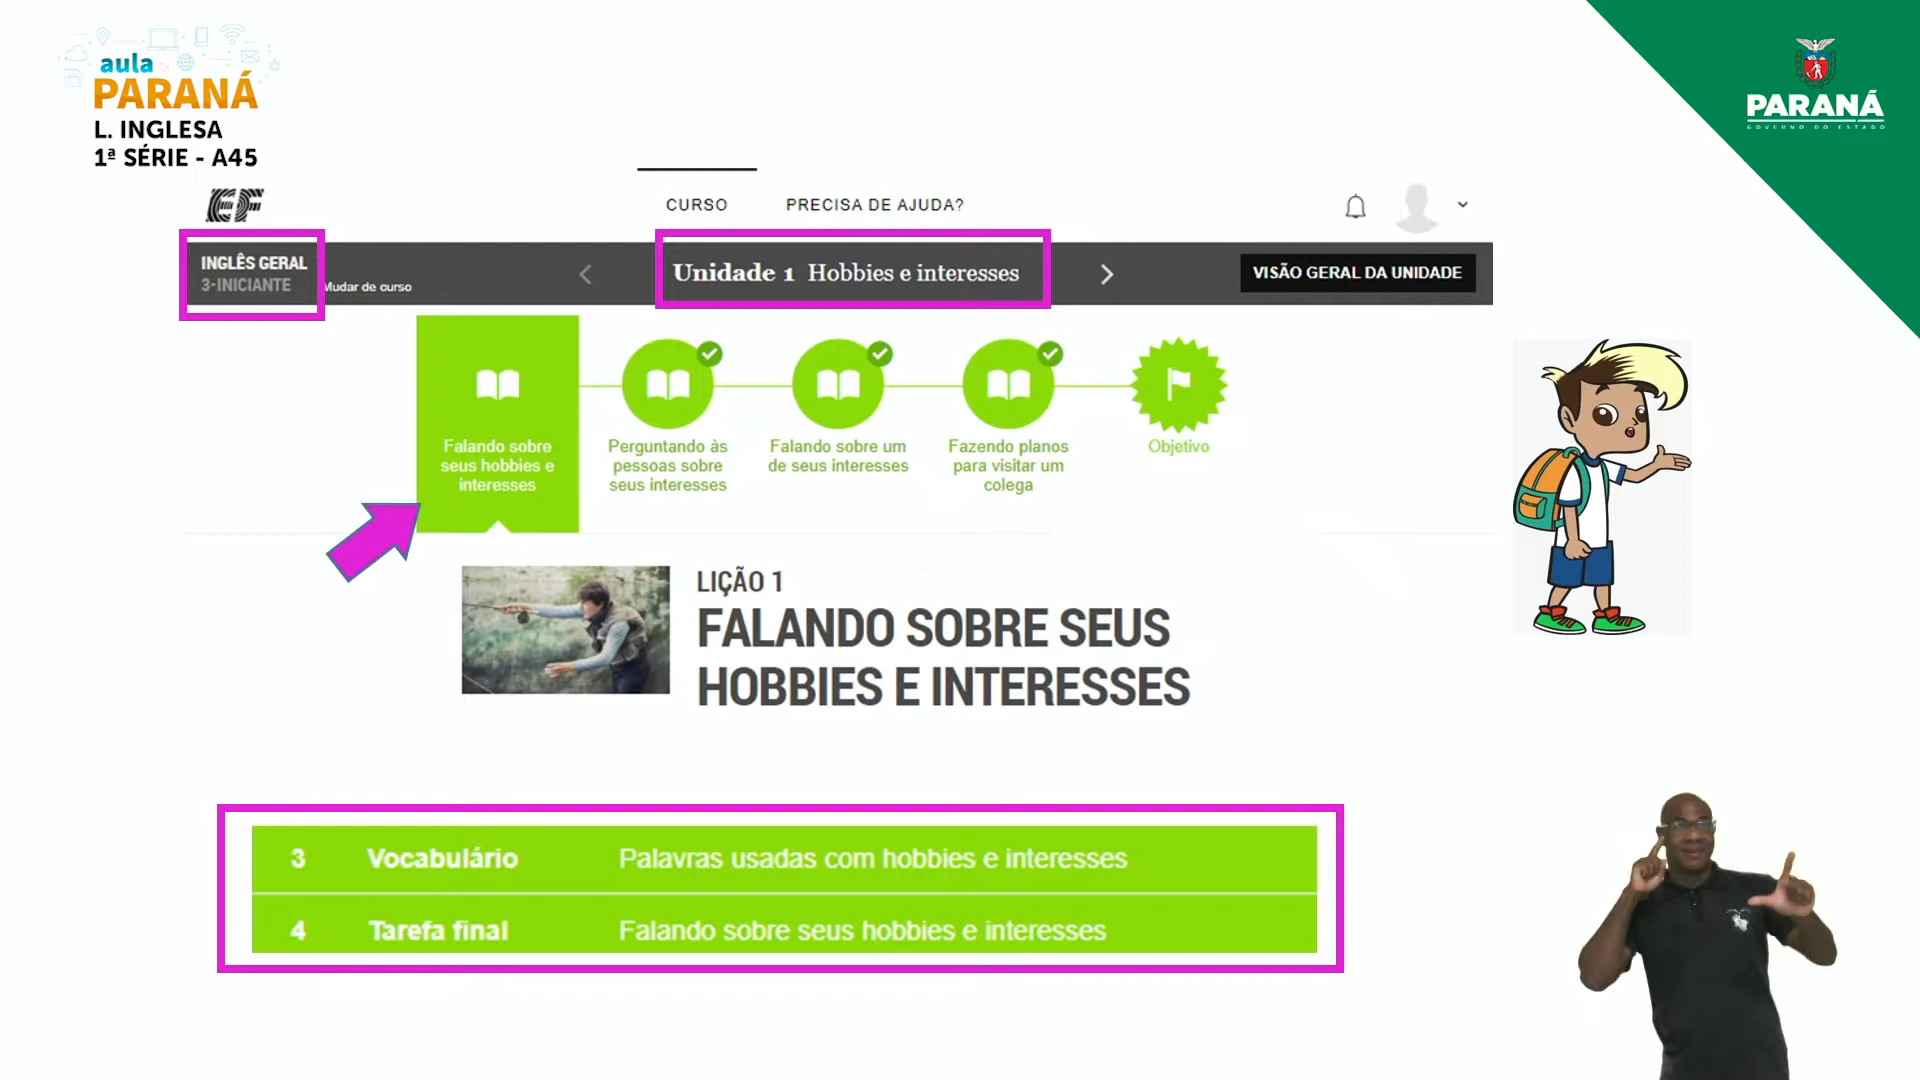 aula
PARANÁ
L. INGLESA
1ª SÉRIE - A45
PARANÁ
GOVERNO DO ESTADO
EF
CURSO
PRECISA DE AJUDA?
INGLÊS GERAL
3-INICIANTE
Mudar de curso
Unidade 1 Hobbies e interesses
VISÃO GERAL DA UNIDADE
Falando sobre
seus hobbies e
interesses
Perguntando às
pessoas sobre
seus interesses
Falando sobre um
de seus interesses
Fazendo planos
para visitar um
colega
Objetivo
LIÇÃO 1
FALANDO SOBRE SEUS
HOBBIES E INTERESSES
3 Vocabulário Palavras usadas com hobbies e interesses
4 Tarefa final Falando sobre seus hobbies e interesses